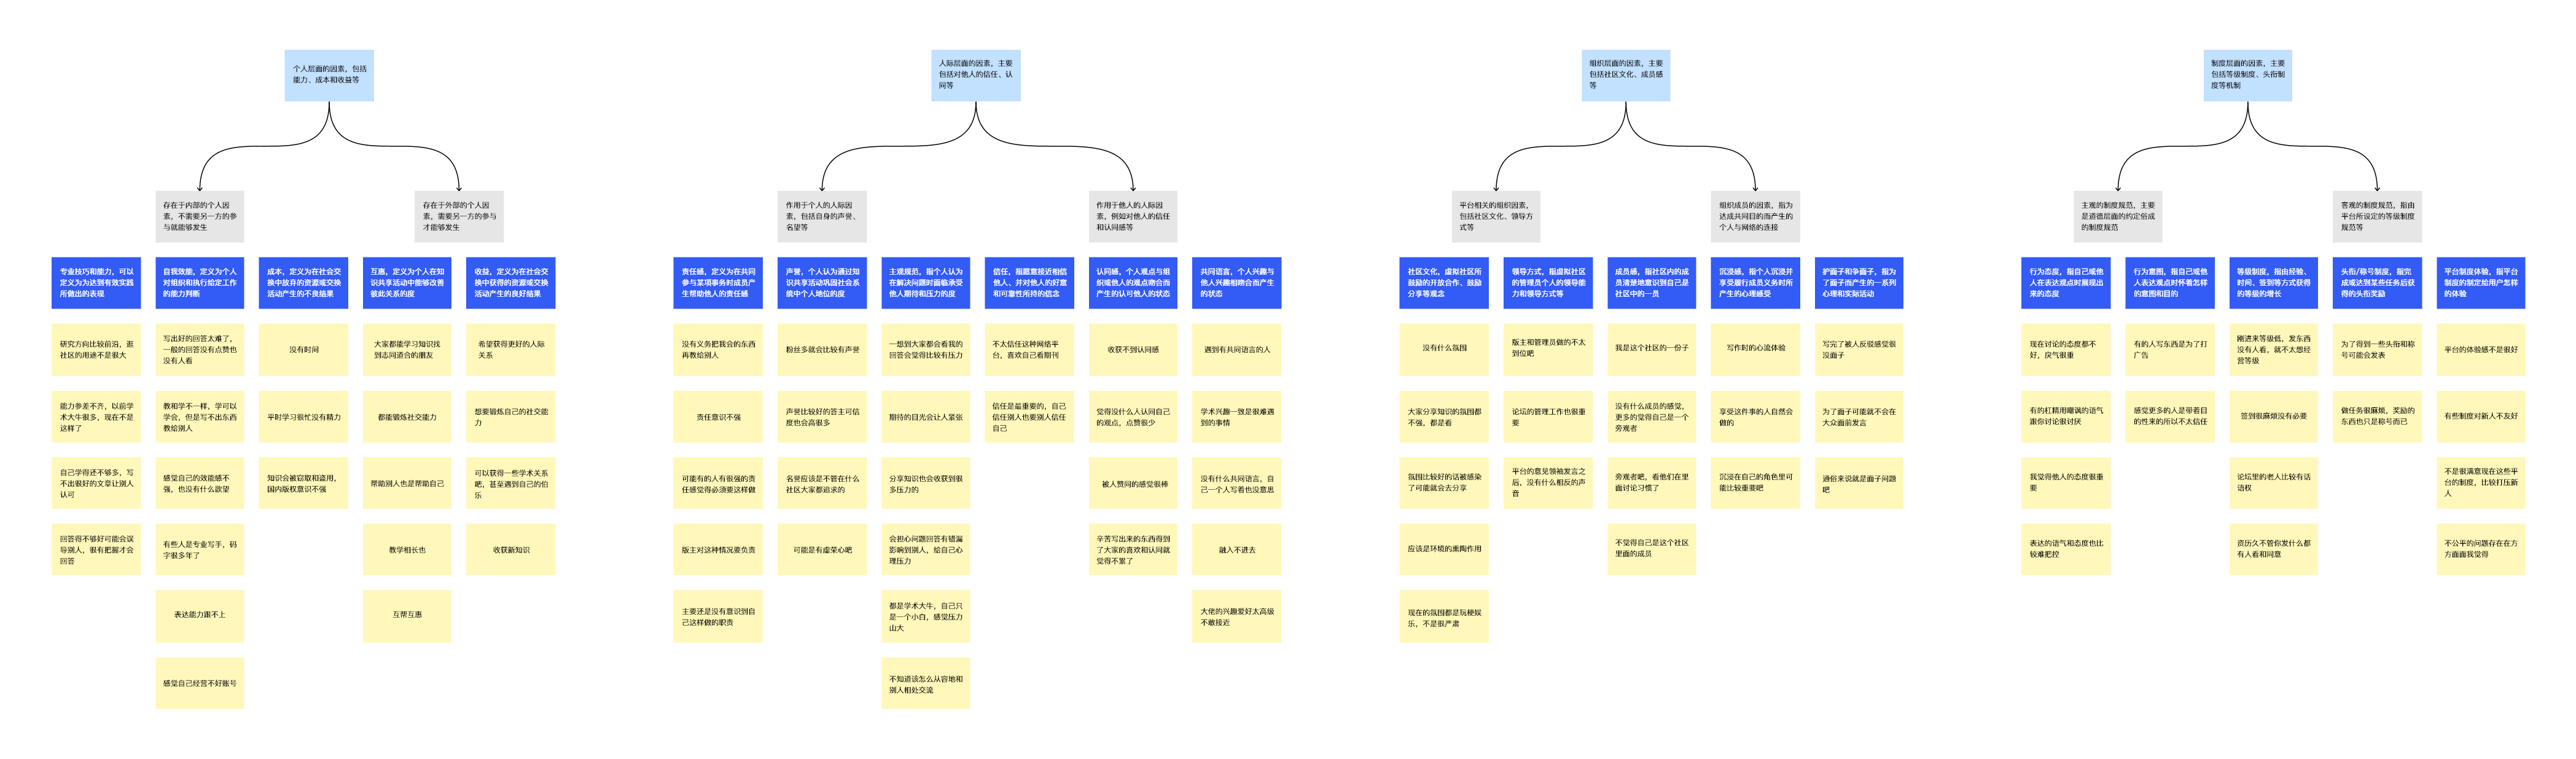 个人层面的因素，包括
能力、成本和收益等
人际层面的因素，主要
包括对他人的信任、认
同等
组织层面的因素，主要
包括社区文化、成员感
等
制度层面的因素，主要
包括等级制度、头衔制
度等机制
存在于内部的个人因
素，不需要另一方的参
与就能够发生
存在于外部的个人因
素，需要另一方的参与
才能够发生
作用于个人的人际因
素，包括自身的声誉、
名望等
作用于他人的人际因
素，例如对他人的信任
和认同感等
平台相关的组织因素，
包括社区文化、领导方
式等
组织成员的因素，指为
达成共同目的而产生的
个人与网络的连接
主观的制度规范，主要
是道德层面的约定俗成
的制度规范
客观的制度规范，指由
平台所设定的等级制度
规范等
专业技巧和能力，可以
定义为为达到有效实践
所做出的表现
自我效能，定义为个人
对组织和执行给定工作
的能力判断
成本，定义为在社会交
换中放弃的资源或交换
活动产生的不良结果
互惠，定义为个人在知
识共享活动中能够改善
彼此关系的度
收益，定义为在社会交
换中获得的资源或交换
活动产生的良好结果
责任感，定义为在共同
参与某项事务时成员产
生帮助他人的责任感
声誉，个人认为通过知
识共享活动巩固社会系
统中个人地位的度
主观规范，指个人认为
在解决问题时面临承受
他人期待和压力的度
信任，指愿意接近相信
他人、并对他人的好意
和可靠性所持的信念
认同感，个人观点与组
织或他人的观点吻合而
产生的认可他人的状态
共同语言，个人兴趣与
他人兴趣相吻合而产生
的状态
社区文化，虚拟社区所
鼓励的开放合作、鼓励
分享等观念
领导方式，指虚拟社区
的管理员个人的领导能
力和领导方式等
成员感，指社区内的成
员清楚地意识到自己是
社区中的一员
沉浸感，指个人沉浸并
享受履行成员义务时所
产生的心理感受
护面子和争面子，指为
了面子而产生的一系列
心理和实际活动
行为态度，指自己或他
人在表达观点时展现出
来的态度
行为意图，指自己或他
人表达观点时怀着怎样
的意图和目的
等级制度，指由经验、
时间、签到等方式获得
的等级的增长
头衔/称号制度，指完
成或达到某些任务后获
得的头衔奖励
平台制度体验，指平台
制度的制定给用户怎样
的体验
研究方向比较前沿，逛
社区的用途不是很大
写出好的回答太难了，
一般的回答没有点赞也
没有人看
没有时间
大家都能学习知识找
到志同道合的朋友
希望获得更好的人际
关系
没有义务把我会的东西
再教给别人
粉丝多就会比较有声誉
一想到大家都会看我的
回答会觉得比较有压力
不太信任这种网络平
台，喜欢自己看期刊
收获不到认同感
遇到有共同语言的人
没有什么氛围
版主和管理员做的不太
到位吧
我是这个社区的一份子
写作时的心流体验
写完了被人反驳感觉很
没面子
现在讨论的态度都不
好，戾气很重
有的人写东西是为了打
广告
刚进来等级低，发东西
没有人看，就不太想经
营等级
为了得到一些头衔和称
号可能会发表
平台的体验感不是很好
能力参差不齐，以前学
术大牛很多，现在不是
这样了
教和学不一样，学可以
学会，但是写不出东西
教给别人
平时学习很忙没有精力
都能锻炼社交能力
想要锻炼自己的社交能
力
责任意识不强
声誉比较好的答主可信
度也会高很多
期待的目光会让人紧张
信任是最重要的，自己
信任别人也要别人信任
自己
觉得没什么人认同自己
的观点，点赞很少
学术兴趣一致是很难遇
到的事情
大家分享知识的氛围都
不强，都是看
论坛的管理工作也很重
要
没有什么成员的感觉，
更多的觉得自己是一个
旁观者
享受这件事的人自然会
做的
为了面子可能就不会在
大众面前发言
有的杠精用嘲讽的语气
跟你讨论很讨厌
感觉更多的人是带着目
的性来的所以不太信任
签到很麻烦没有必要
做任务很麻烦，奖励的
东西也只是称号而已
有些制度对新人不友好
自己学得还不够多，写
不出很好的文章让别人
认可
感觉自己的效能感不
强，也没有什么欲望
知识会被窃取和盗用，
国内版权意识不强
帮助别人也是帮助自己
可以获得一些学术关系
吧，甚至遇到自己的伯
乐
可能有的人有很强的责
任感觉得必须要这样做
名誉应该是不管在什么
社区大家都追求的
分享知识也会收获到很
多压力的
被人赞同的感觉很棒
没有什么共同语言，自
己一个人写着也没意思
氛围比较好的话被感染
了可能就会去分享
平台的意见领袖发言之
后，没有什么相反的声
音
旁观者吧，看他们在里
面讨论习惯了
沉浸在自己的角色里可
能比较重要吧
通俗来说就是面子问题
吧
我觉得他人的态度很重
要
论坛里的老人比较有话
语权
不是很满意现在这些平
台的制度，比较打压新
人
回答得不够好可能会误
导别人，很有把握才会
回答
有些人是专业写手，码
字很多年了
教学相长也
收获新知识
版主对这种情况要负责
可能是有虚荣心吧
会担心问题回答有错漏
影响到别人，给自己心
理压力
辛苦写出来的东西得到
了大家的喜欢和认同就
觉得不累了
融入不进去
应该是环境的熏陶作用
不觉得自己是这个社区
里面的成员
表达的语气和态度也比
较难把控
资历久不管你发什么都
有人看和同意
不公平的问题存在在方
方面面我觉得
表达能力跟不上
互帮互惠
主要还是没有意识到自
己这样做的职责
都是学术大牛，自己只
是一个小白，感觉压力
山大
大佬的兴趣爱好太高级
不敢接近
现在的氛围都是玩梗娱
乐，不是很严肃
感觉自己经营不好账号
不知道该怎么从容地和
别人相处交流